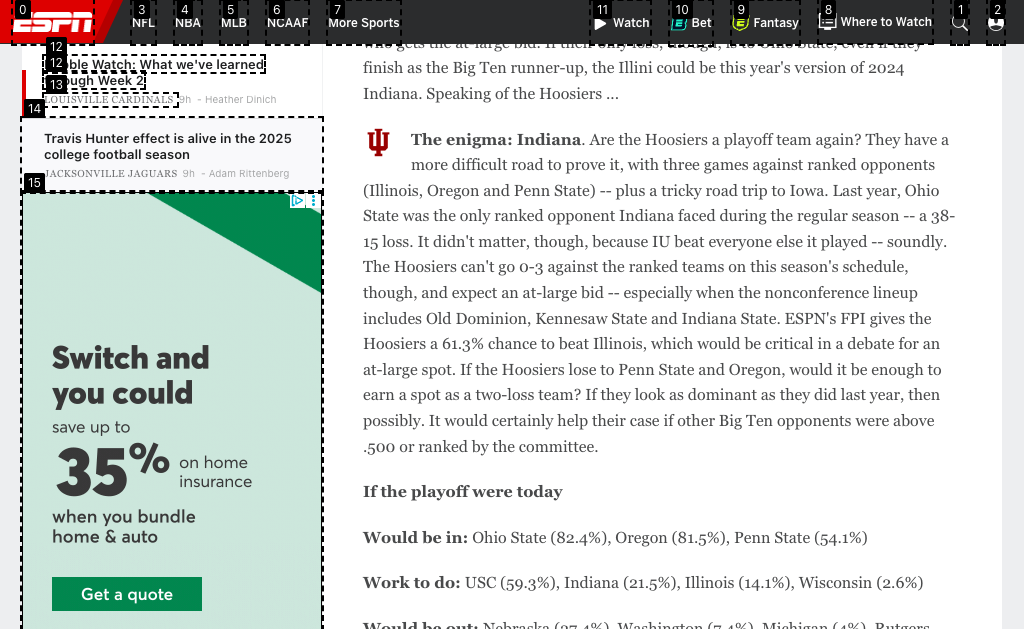 ESPN
NFL
NBA
MLB
NCAAF
More Sports
Watch
Bet
Fantasy
Where to Watch
0
3
4
5
6
7
11
10
9
8
1
2
12
12
Bubble Watch: What we've learned
through Week 2
13
LOUISVILLE CARDINALS 9h - Heather Dinich
14
Travis Hunter effect is alive in the 2025
college football season
JACKSONVILLE JAGUARS 9h - Adam Rittenberg
15
Switch and
you could
save up to
35% on home
insurance
when you bundle
home & auto
Get a quote
who gets the at-large bid. If their only loss, though, is to Ohio State, even if they
finish as the Big Ten runner-up, the Illini could be this year's version of 2024
Indiana. Speaking of the Hoosiers ...
The enigma: Indiana. Are the Hoosiers a playoff team again? They have a
more difficult road to prove it, with three games against ranked opponents
(Illinois, Oregon and Penn State) -- plus a tricky road trip to Iowa. Last year, Ohio
State was the only ranked opponent Indiana faced during the regular season -- a 38-
15 loss. It didn't matter, though, because IU beat everyone else it played -- soundly.
The Hoosiers can't go 0-3 against the ranked teams on this season's schedule,
though, and expect an at-large bid -- especially when the nonconference lineup
includes Old Dominion, Kennesaw State and Indiana State. ESPN's FPI gives the
Hoosiers a 61.3% chance to beat Illinois, which would be critical in a debate for an
at-large spot. If the Hoosiers lose to Penn State and Oregon, would it be enough to
earn a spot as a two-loss team? If they look as dominant as they did last year, then
possibly. It would certainly help their case if other Big Ten opponents were above
.500 or ranked by the committee.
If the playoff were today
Would be in: Ohio State (82.4%), Oregon (81.5%), Penn State (54.1%)
Work to do: USC (59.3%), Indiana (21.5%), Illinois (14.1%), Wisconsin (2.6%)
Would be out: Nebraska (27.4%), Washington (7.4%), Michigan (4%), Rutgers